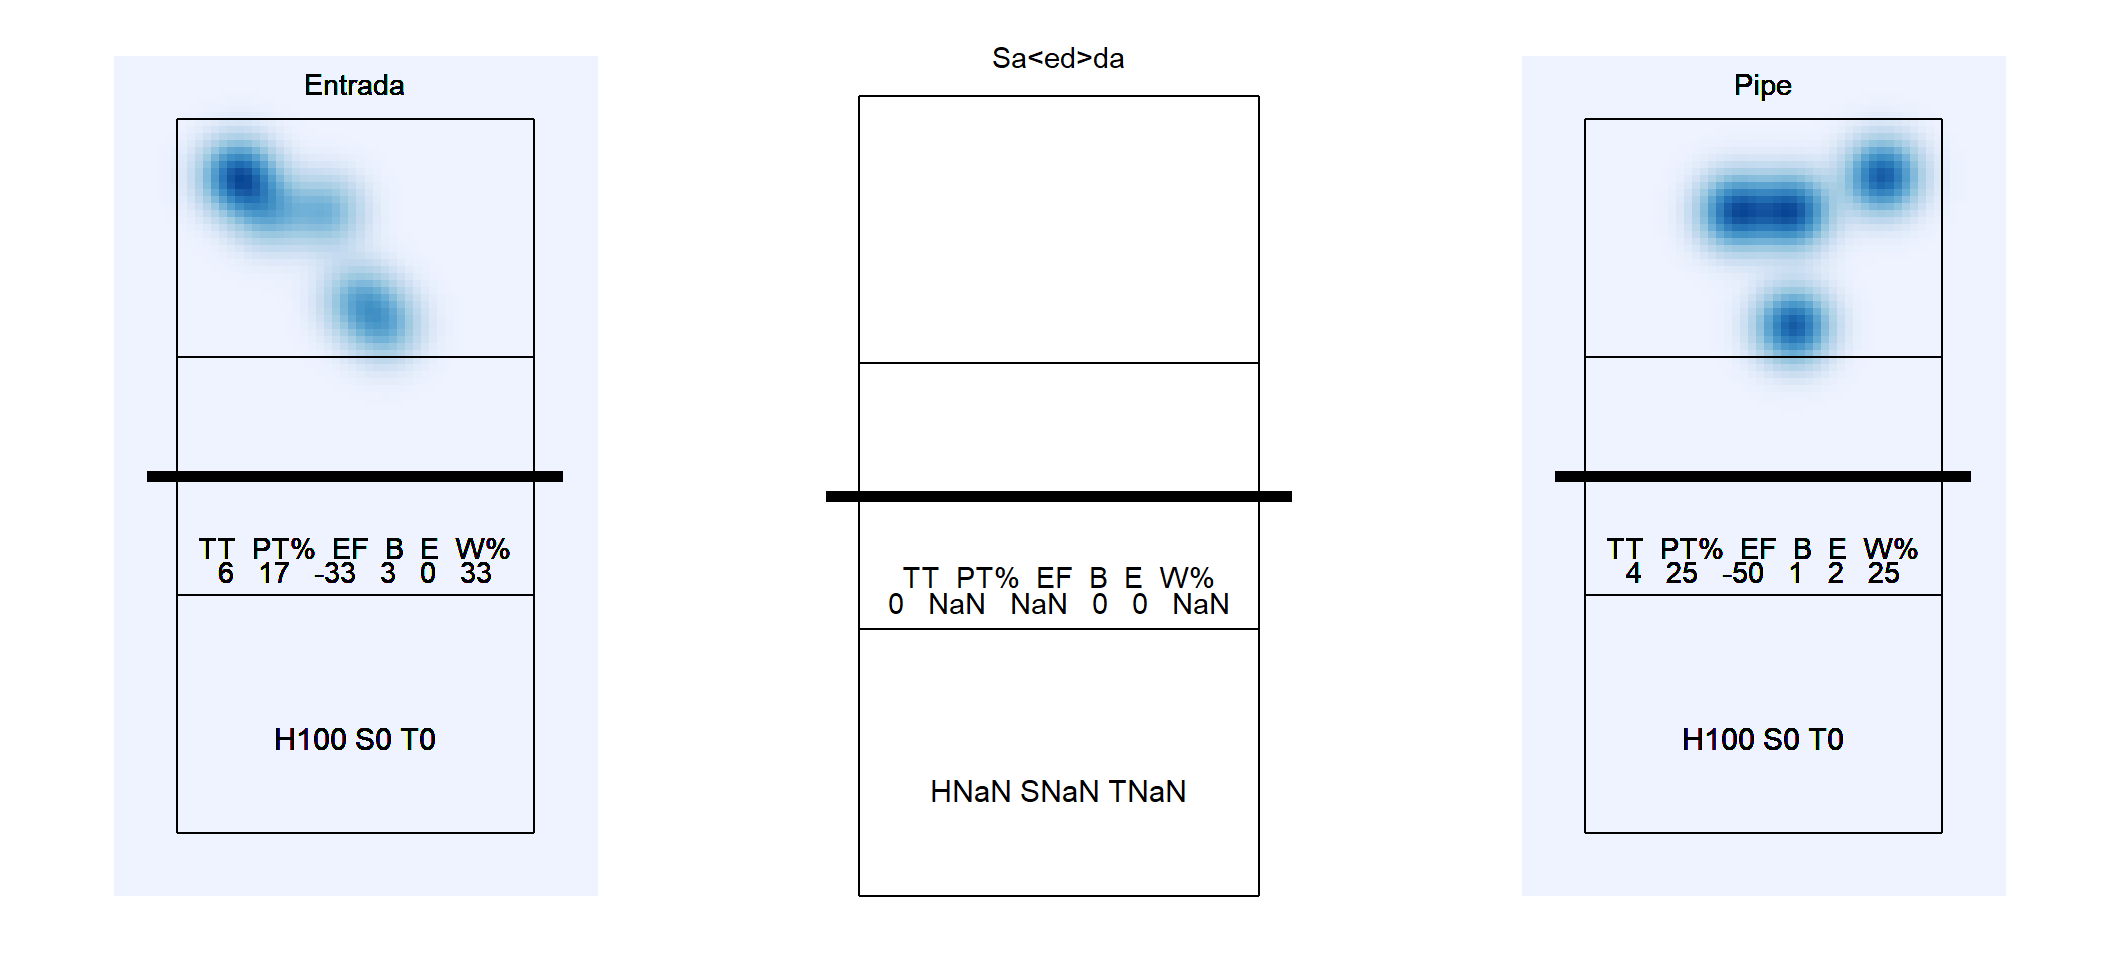 Entrada
TT PT% EF B E W%
6 17 -33 3 0 33
H100 S0 T0
Sa<ed>da
TT PT% EF B E W%
0 NaN NaN 0 0 NaN
HNaN SNaN TNaN
Pipe
TT PT% EF B E W%
4 25 -50 1 2 25
H100 S0 T0